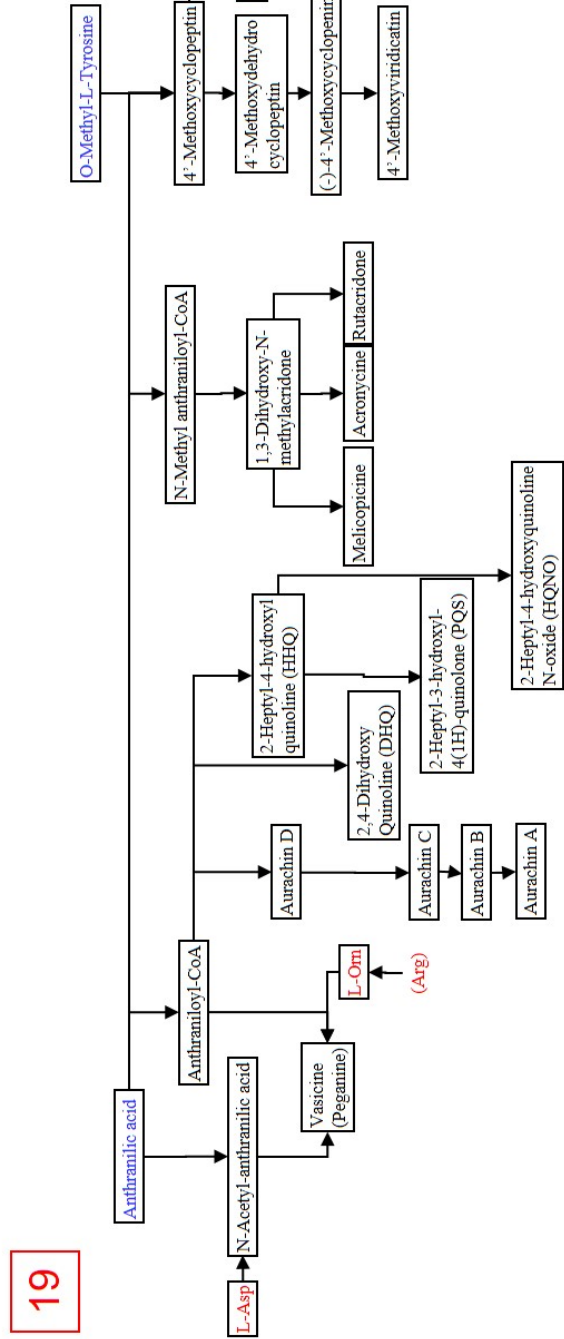 19
Anthranilic acid
O-Methyl-L-Tyrosine
L-Asp
N-Acetyl-anthranilic acid
Anthraniloyl-CoA
N-Methyl anthraniloyl-CoA
4'-Methoxycyclopeptin
Vasicine
(Peganine)
L-Orn
(Arg)
Aurachin D
Aurachin C
Aurachin B
Aurachin A
2,4-Dihydroxy
Quinoline (DHQ)
2-Heptyl-4-hydroxyl
quinoline (HHQ)
2-Heptyl-3-hydroxyl-
4(1H)-quinolone (PQS)
2-Heptyl-4-hydroxyquinoline
N-oxide (HQNO)
1,3-Dihydroxy-N-
methylacridone
Melicopicine
Acronycine
Rutacridone
4'-Methoxydehydro
cyclopeptin
(-)-4'-Methoxycyclopenin
4'-Methoxyviridicatin